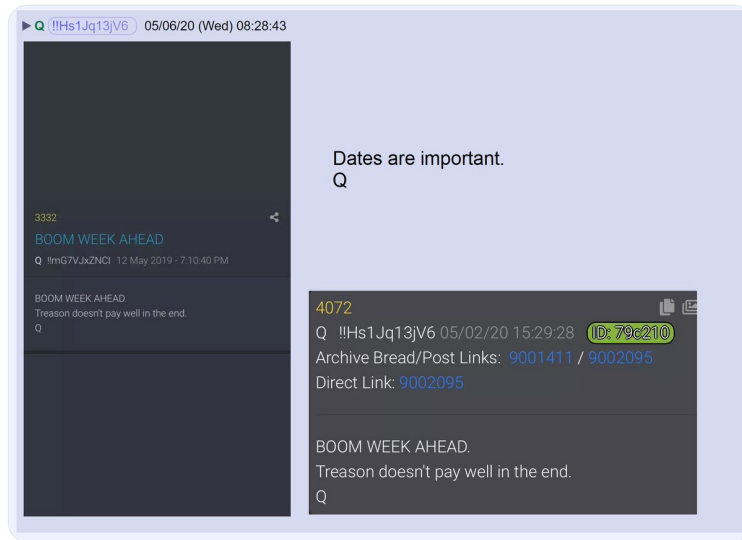 ▶ Q !!Hs1Jq13jV6 05/06/20 (Wed) 08:28:43
3332
BOOM WEEK AHEAD
Q !!mG7VJxZNCI 12 May 2019 - 7:10:40 PM
BOOM WEEK AHEAD.
Treason doesn't pay well in the end.
Q
Dates are important.
Q
4072
Q !!Hs1Jq13jV6 05/02/20 15:29:28 ID: 79c210
Archive Bread/Post Links: 9001411 / 9002095
Direct Link: 9002095
BOOM WEEK AHEAD.
Treason doesn't pay well in the end.
Q